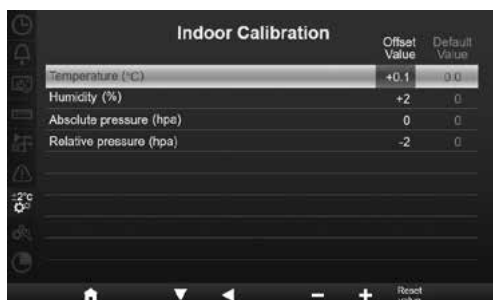 Indoor Calibration
Offset Value
Default Value
Temperature (°C) +0.1 0.0
Humidity (%) +2 0
Absolute pressure (hpa) 0 0
Relative pressure (hpa) -2 0
±2°c
Reset value